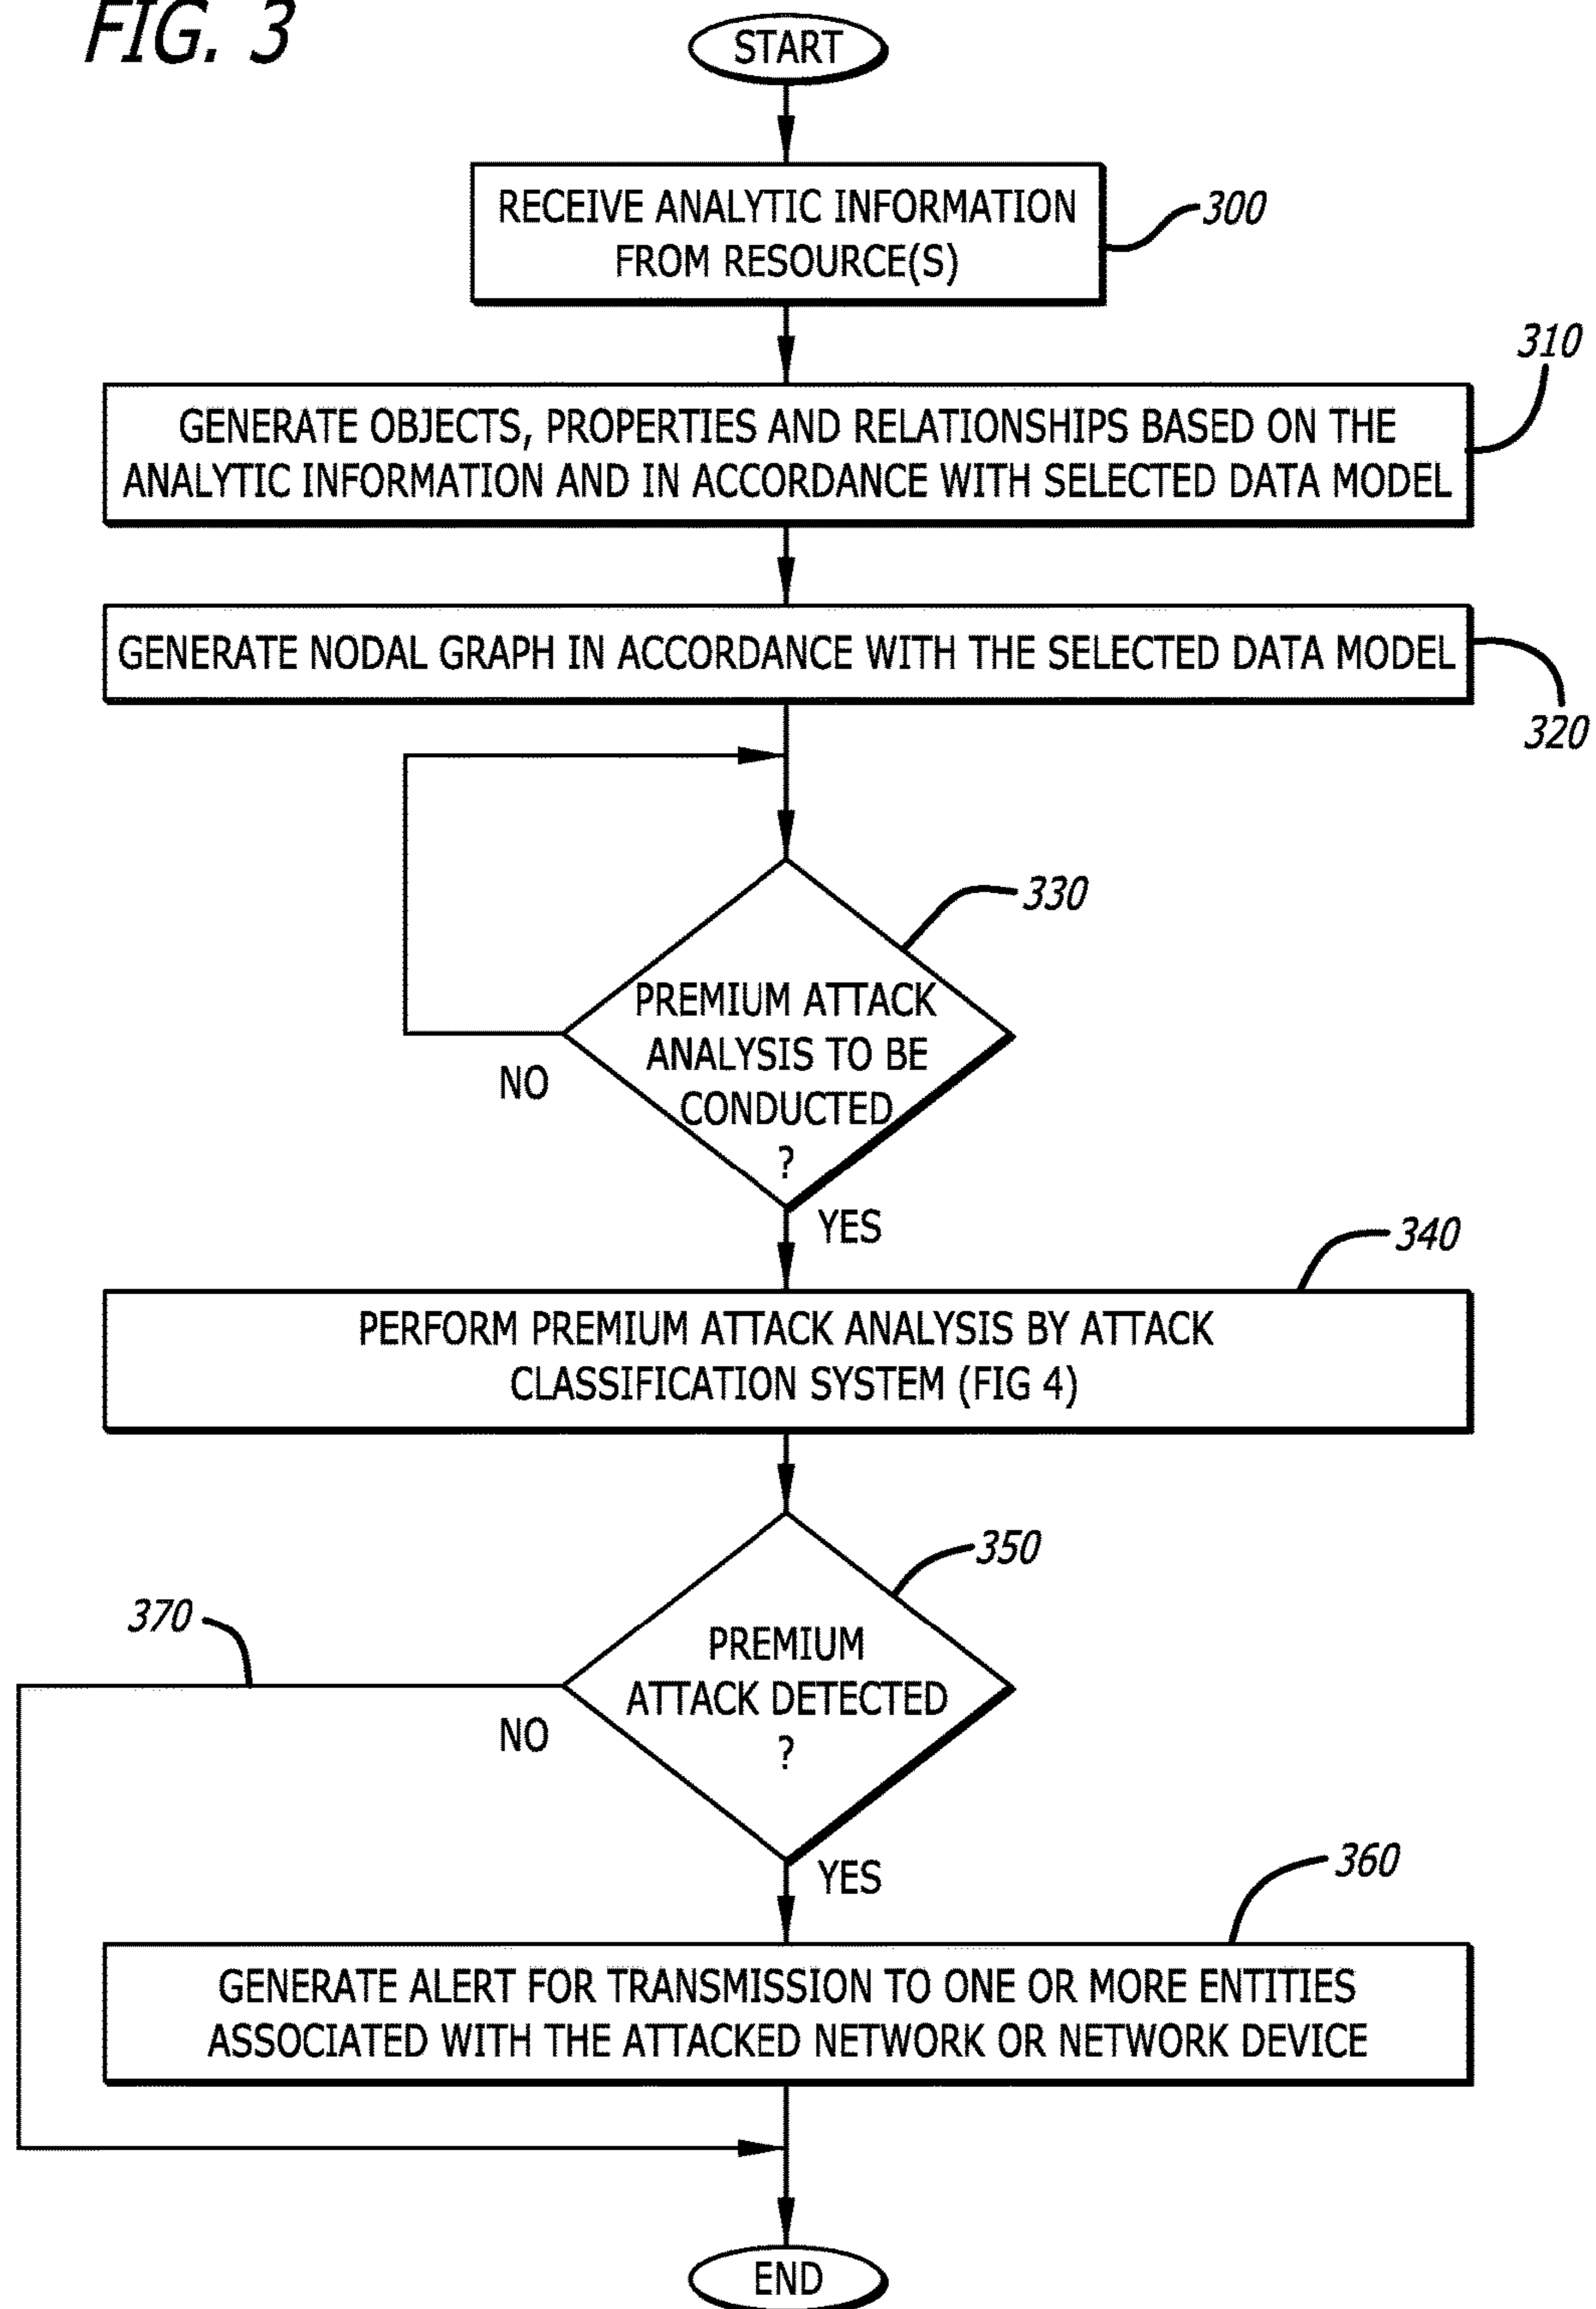 FIG. 3
START
RECEIVE ANALYTIC INFORMATION
FROM RESOURCE(S)
300
310
GENERATE OBJECTS, PROPERTIES AND RELATIONSHIPS BASED ON THE
ANALYTIC INFORMATION AND IN ACCORDANCE WITH SELECTED DATA MODEL
GENERATE NODAL GRAPH IN ACCORDANCE WITH THE SELECTED DATA MODEL
320
330
PREMIUM ATTACK
ANALYSIS TO BE
CONDUCTED
?
NO
YES
340
PERFORM PREMIUM ATTACK ANALYSIS BY ATTACK
CLASSIFICATION SYSTEM (FIG 4)
350
370
PREMIUM
ATTACK DETECTED
?
NO
YES
360
GENERATE ALERT FOR TRANSMISSION TO ONE OR MORE ENTITIES
ASSOCIATED WITH THE ATTACKED NETWORK OR NETWORK DEVICE
END